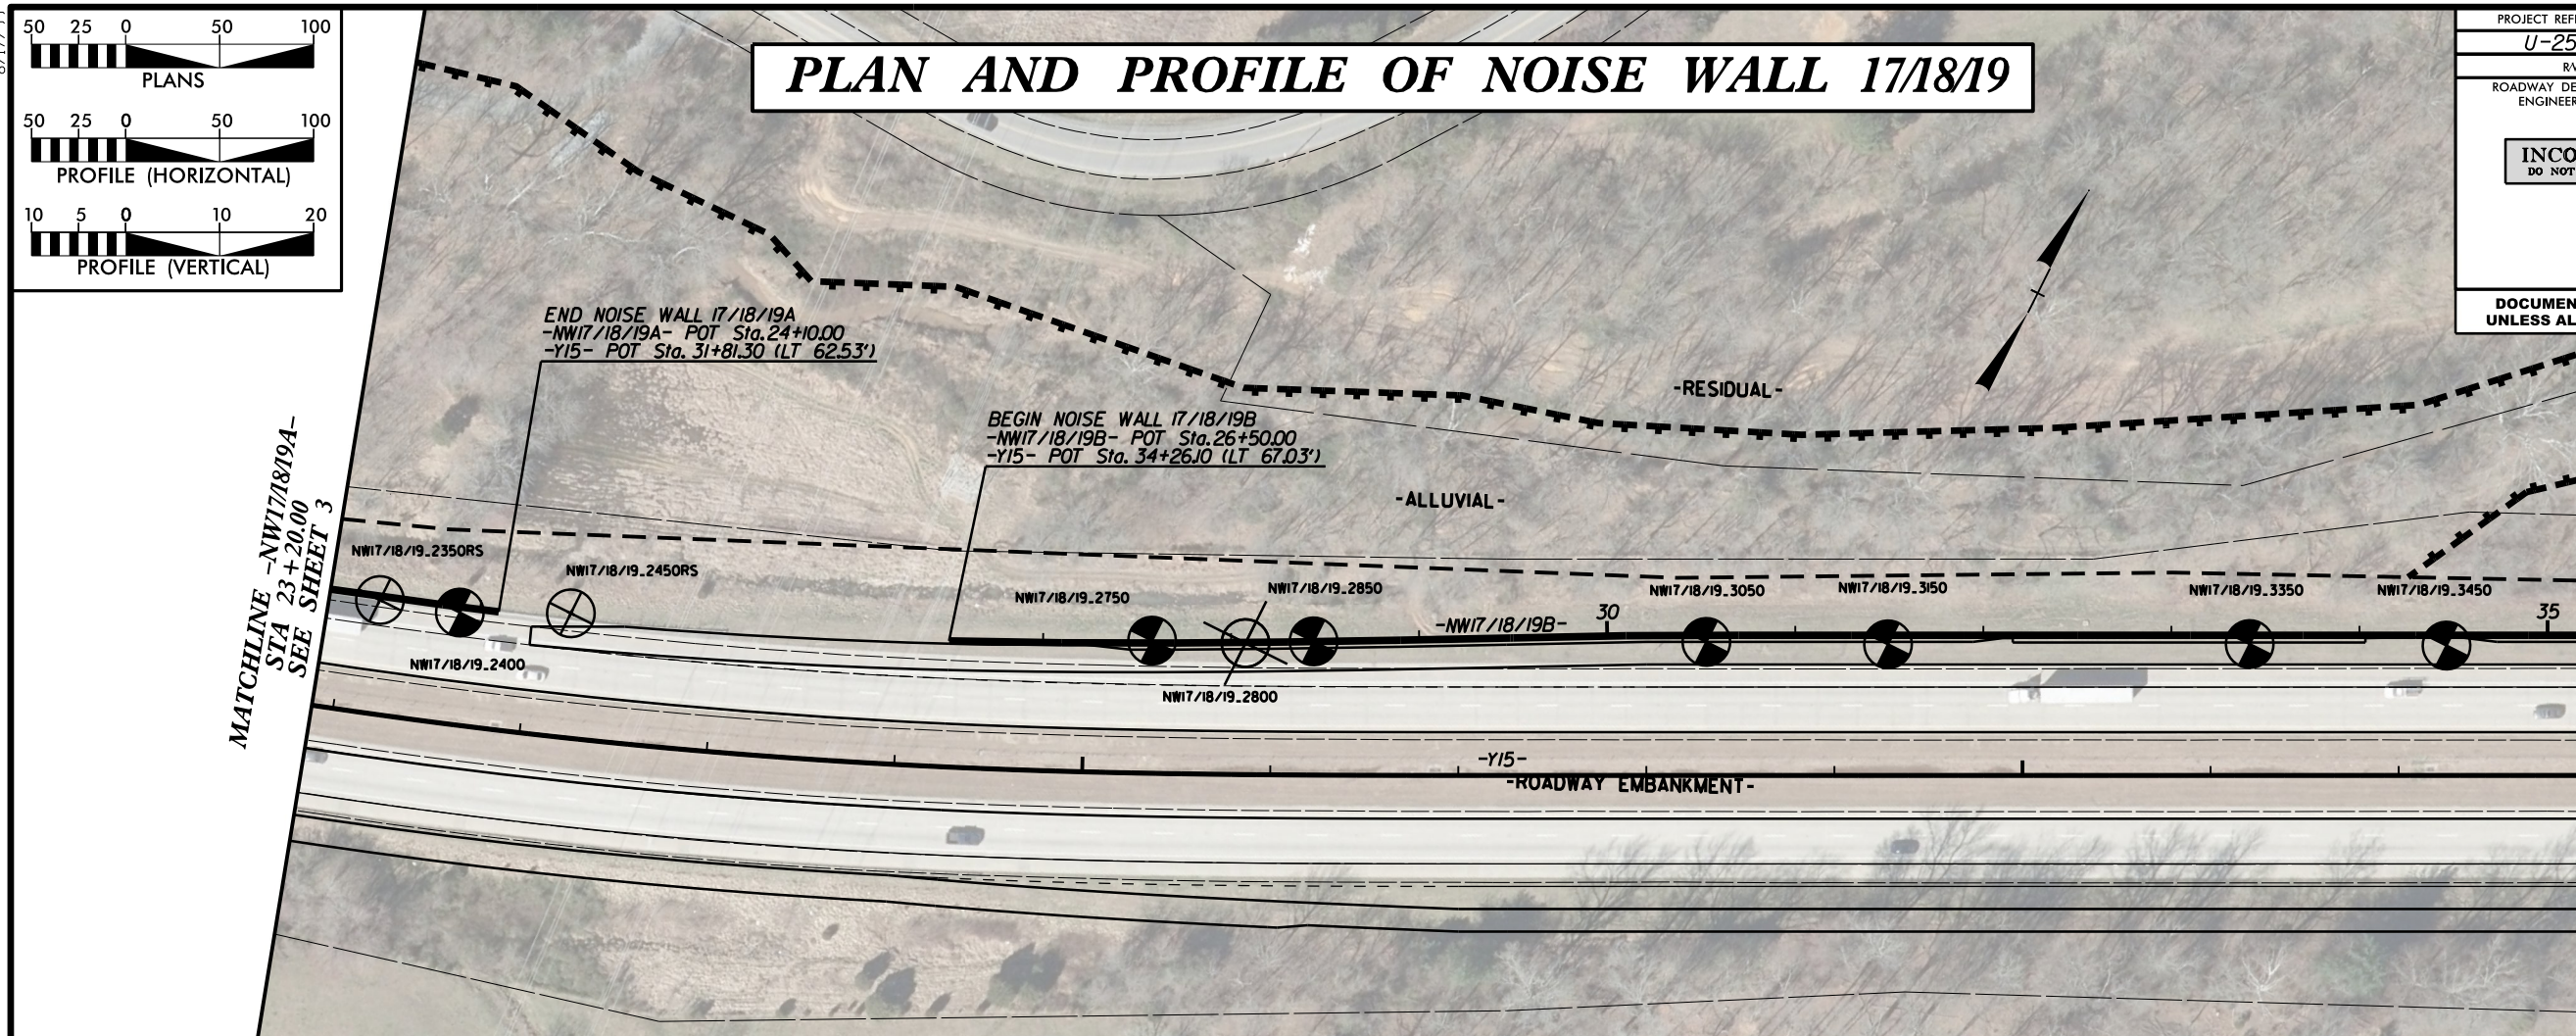 50 25 0 50 100
PLANS
50 25 0 50 100
PROFILE (HORIZONTAL)
10 5 0 10 20
PROFILE (VERTICAL)
PLAN AND PROFILE OF NOISE WALL 17/18/19
PROJECT REF
U-25
ROADWAY DE
ENGINEER
INCO
DO NOT
DOCUMEN
UNLESS AL
END NOISE WALL 17/18/19A
-NW17/18/19A- POT Sta. 24+10.00
-Y15- POT Sta. 31+81.30 (LT 62.53')
BEGIN NOISE WALL 17/18/19B
-NW17/18/19B- POT Sta. 26+50.00
-Y15- POT Sta. 34+26.10 (LT 67.03')
-RESIDUAL-
-ALLUVIAL-
MATCHLINE -NW17/18/19A-
STA 23+20.00
SEE SHEET 3
NW17/18/19_2350RS
NW17/18/19_2450RS
NW17/18/19_2400
NW17/18/19_2750
NW17/18/19_2850
NW17/18/19_2800
-NW17/18/19B-
30
NW17/18/19_3050
NW17/18/19_3150
NW17/18/19_3350
NW17/18/19_3450
35
-Y15-
-ROADWAY EMBANKMENT-